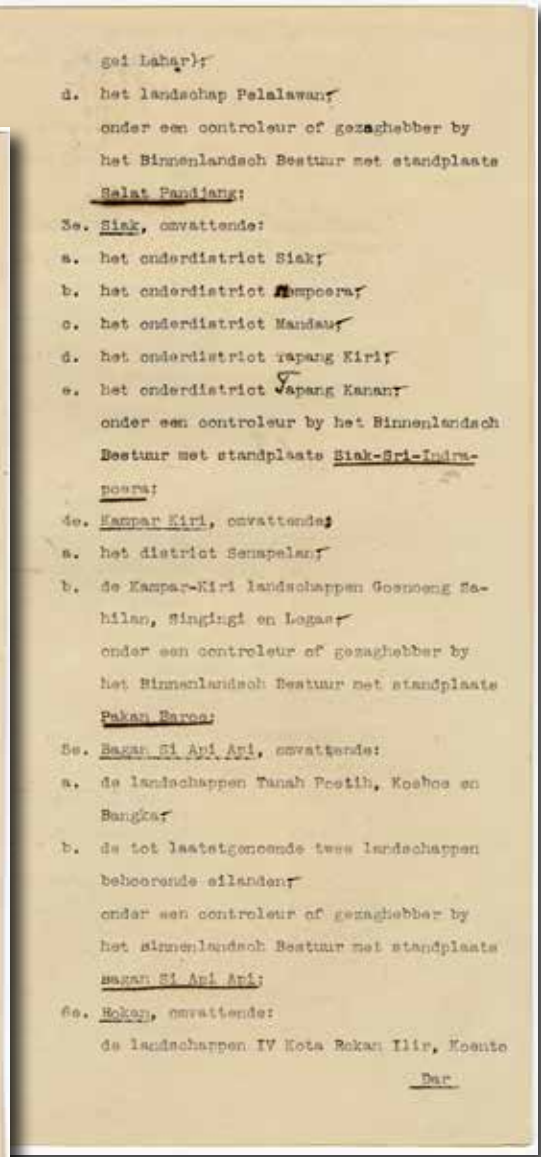 gei Lahar);
d. het landschap Pelalawan;
onder een controleur of gezaghebber by
het Binnenlandsch Bestuur met standplaats
Selat Pandjang;
3e. Siak, omvattende:
a. het onderdistrict Siak;
b. het onderdistrict Mempoera;
c. het onderdistrict Mandau;
d. het onderdistrict Tapang Kiri;
e. het onderdistrict Tapang Kanan;
onder een controleur by het Binnenlandsch
Bestuur met standplaats Siak-Sri-Indra-
poera;
4e. Kampar Kiri, omvattende:
a. het district Senapelan;
b. de Kampar-Kiri landschappen Goenoeng Sa-
hilan, Singingi en Logas;
onder een controleur of gezaghebber by
het Binnenlandsch Bestuur met standplaats
Pakan Baroe;
5e. Bagan Si Api Api, omvattende:
a. de landschappen Tanah Poetih, Koeboe en
Bangka;
b. de tot laatstgenoemde twee landschappen
behoorende eilanden;
onder een controleur of gezaghebber by
het Binnenlandsch Bestuur met standplaats
Bagan Si Api Api;
6e. Rokan, omvattende:
de landschappen IV Kota Rokan Ilir, Koento
Dar